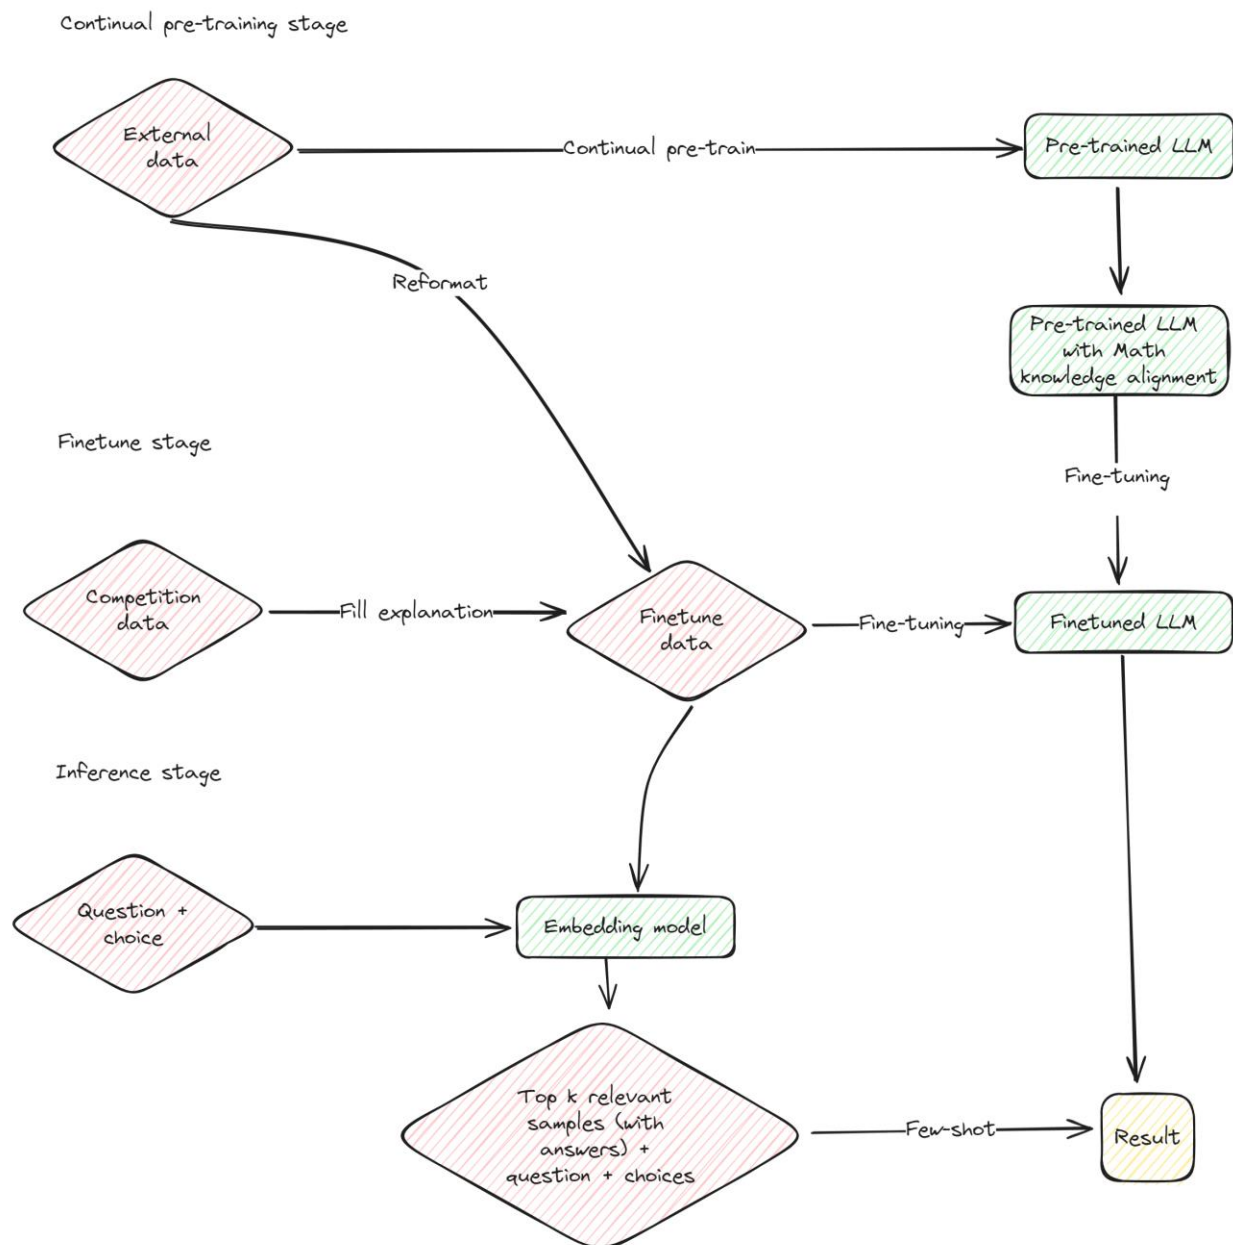 Continual pre-training stage
External
data
Continual pre-train
Pre-trained LLM
Reformat
Pre-trained LLM
with Math
knowledge alignment
Finetune stage
Fine-tuning
Competition
data
Fill explanation
Finetune
data
Fine-tuning
Finetuned LLM
Inference stage
Question +
choice
Embedding model
Top k relevant
samples (with
answers) +
question + choices
Few-shot
Result